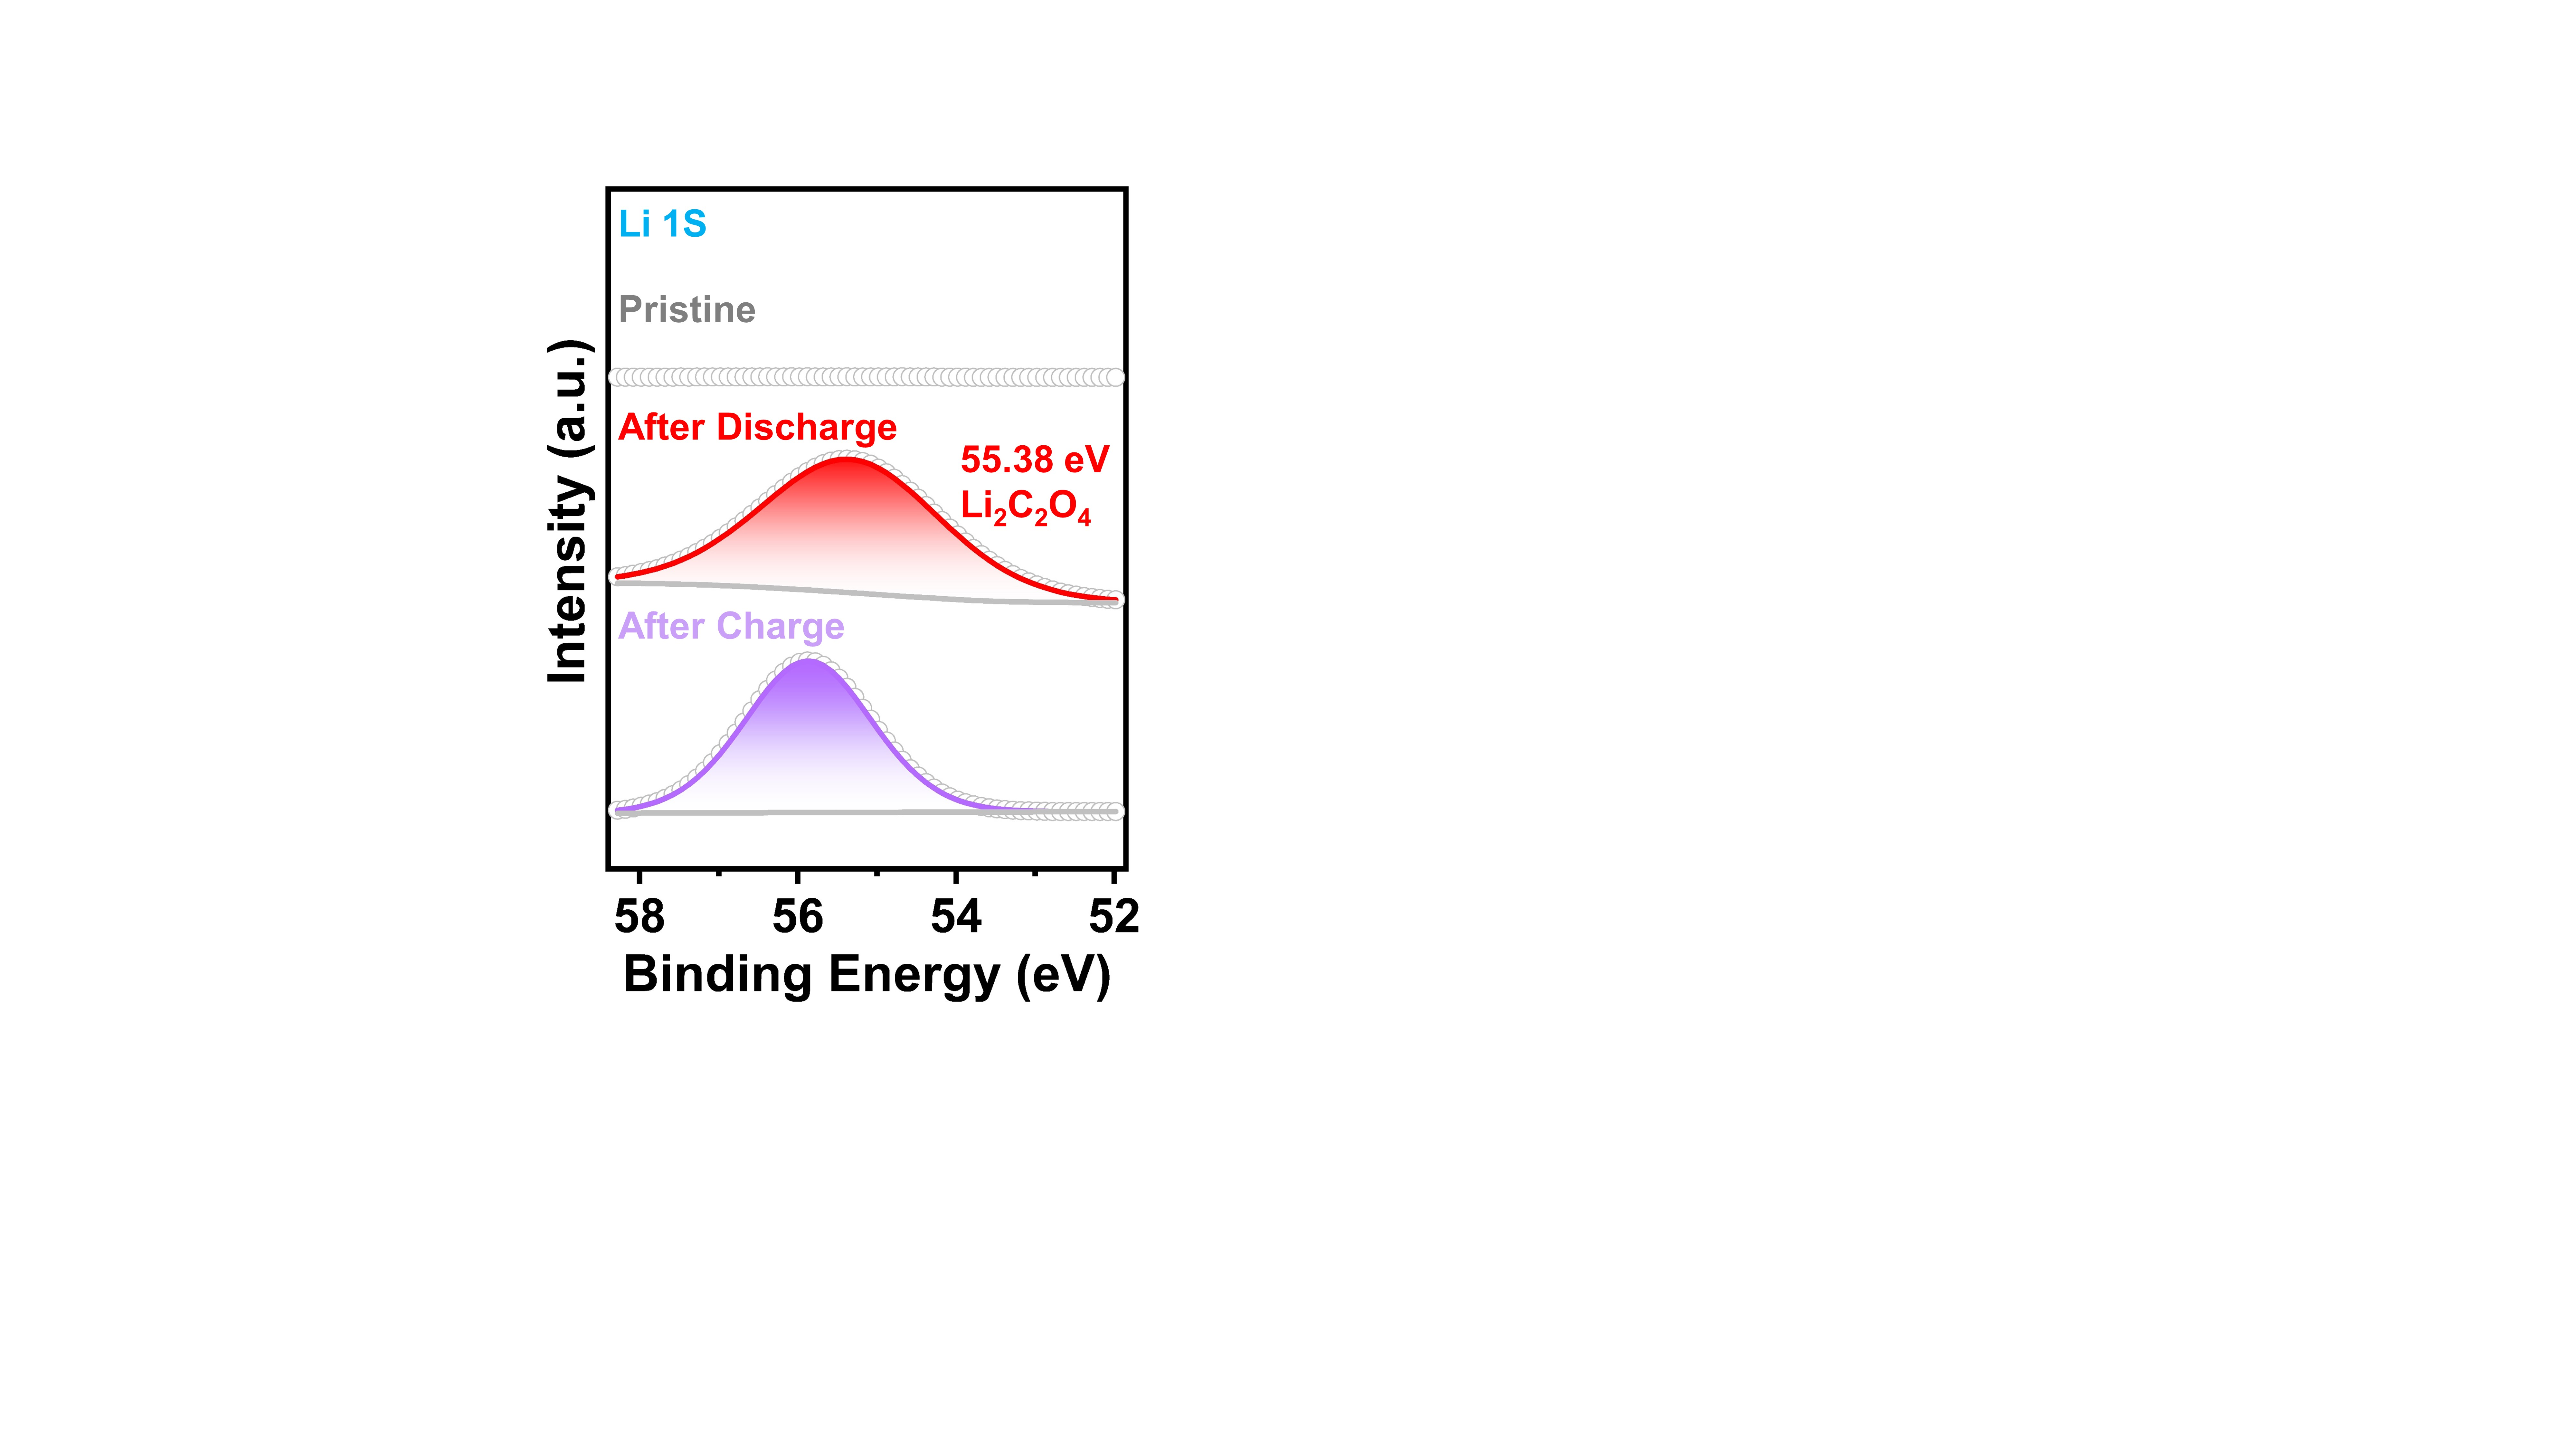 Li 1S
Pristine
After Discharge
55.38 eV
Li₂C₂O₄
After Charge
Intensity (a.u.)
58 56 54 52
Binding Energy (eV)